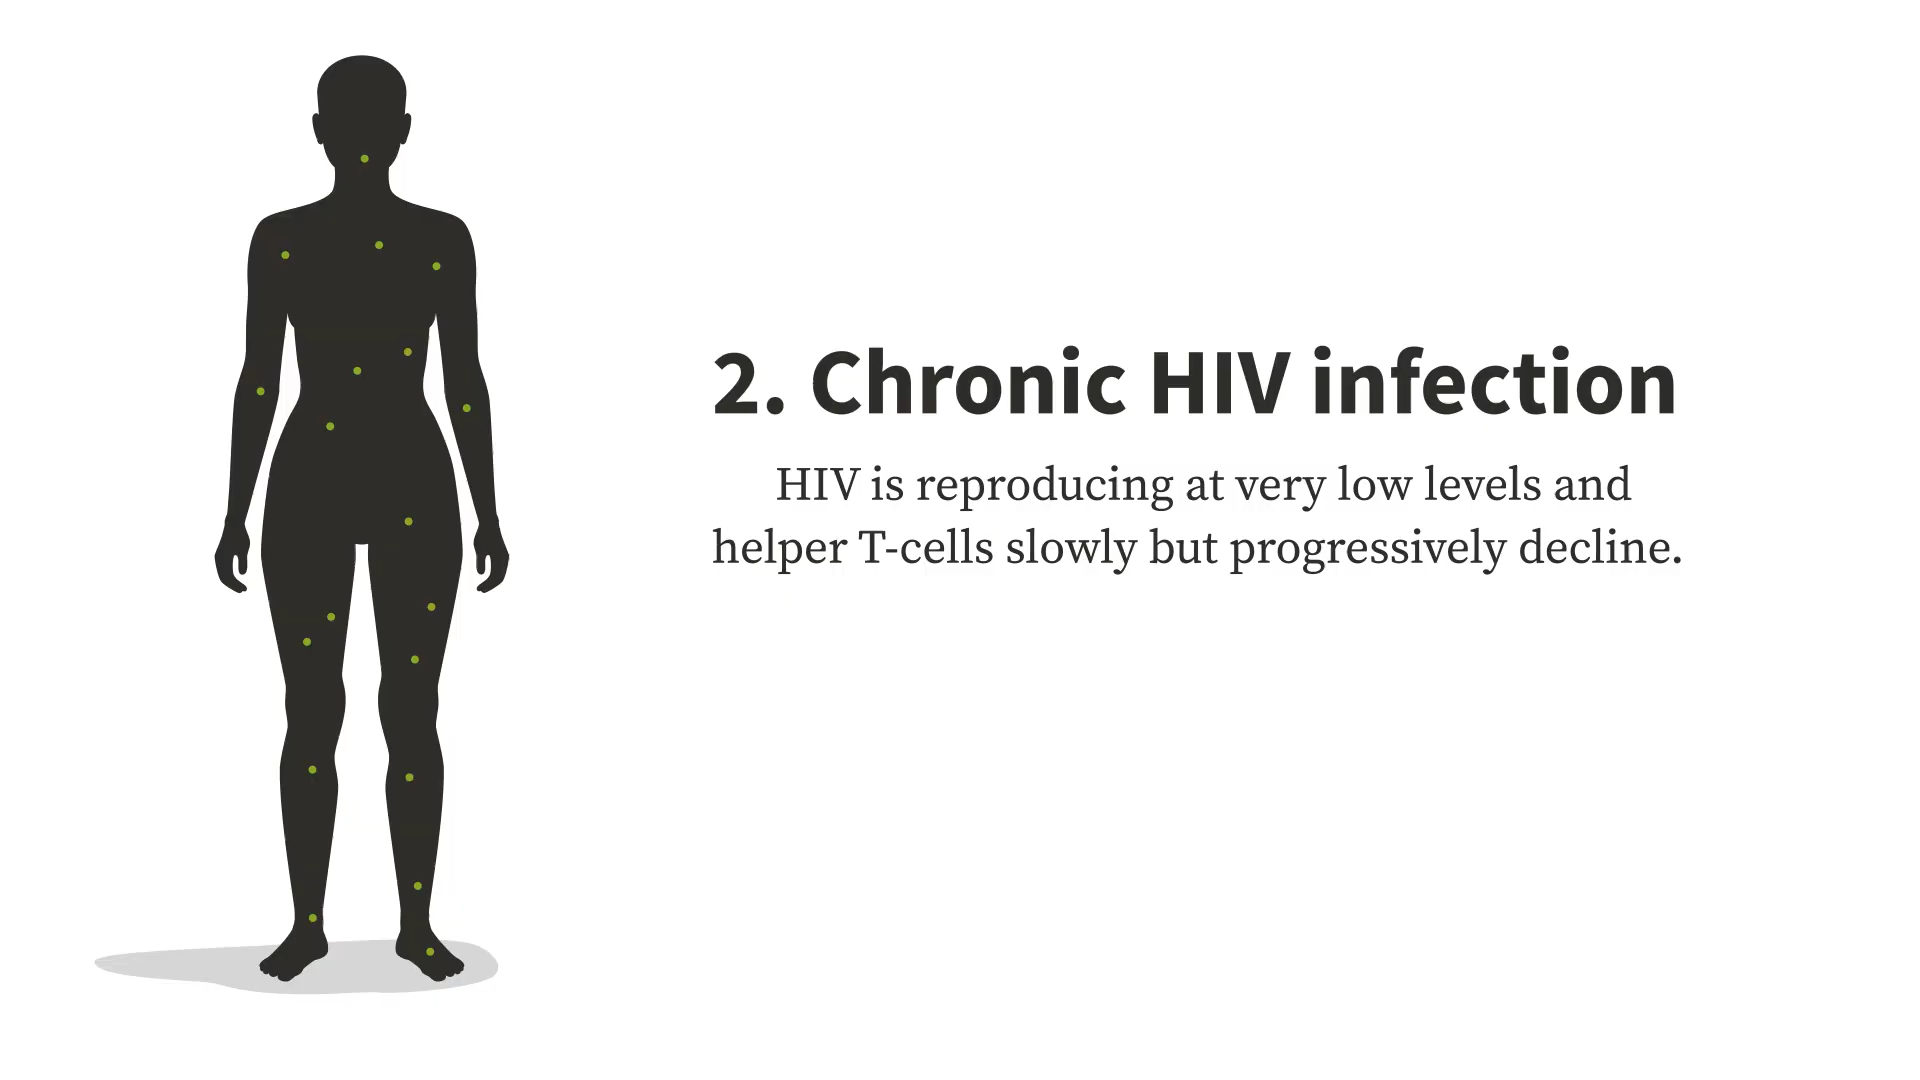 2. Chronic HIV infection
HIV is reproducing at very low levels and
helper T-cells slowly but progressively decline.